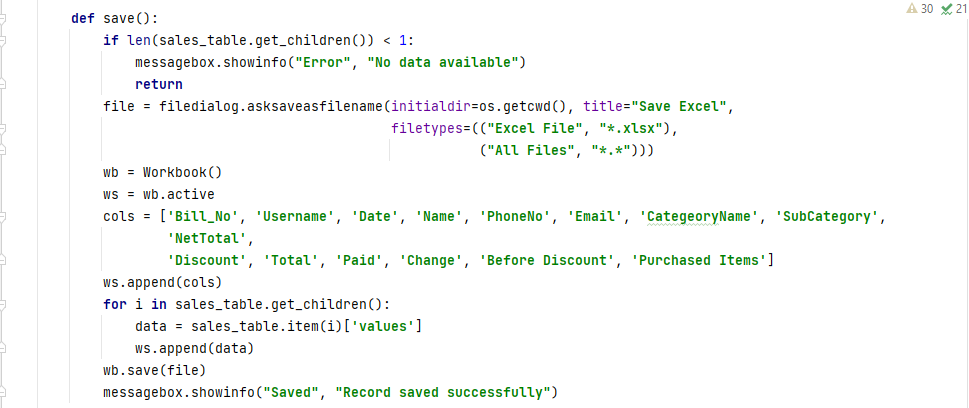 30 21
def save():
if len(sales_table.get_children()) < 1:
messagebox.showinfo("Error", "No data available")
return
file = filedialog.asksaveasfilename(initialdir=os.getcwd(), title="Save Excel",
filetypes=(("Excel File", "*.xlsx"),
("All Files", "*.*")))
wb = Workbook()
ws = wb.active
cols = ['Bill_No', 'Username', 'Date', 'Name', 'PhoneNo', 'Email', 'CategeoryName', 'SubCategory',
'NetTotal',
'Discount', 'Total', 'Paid', 'Change', 'Before Discount', 'Purchased Items']
ws.append(cols)
for i in sales_table.get_children():
data = sales_table.item(i)['values']
ws.append(data)
wb.save(file)
messagebox.showinfo("Saved", "Record saved successfully")